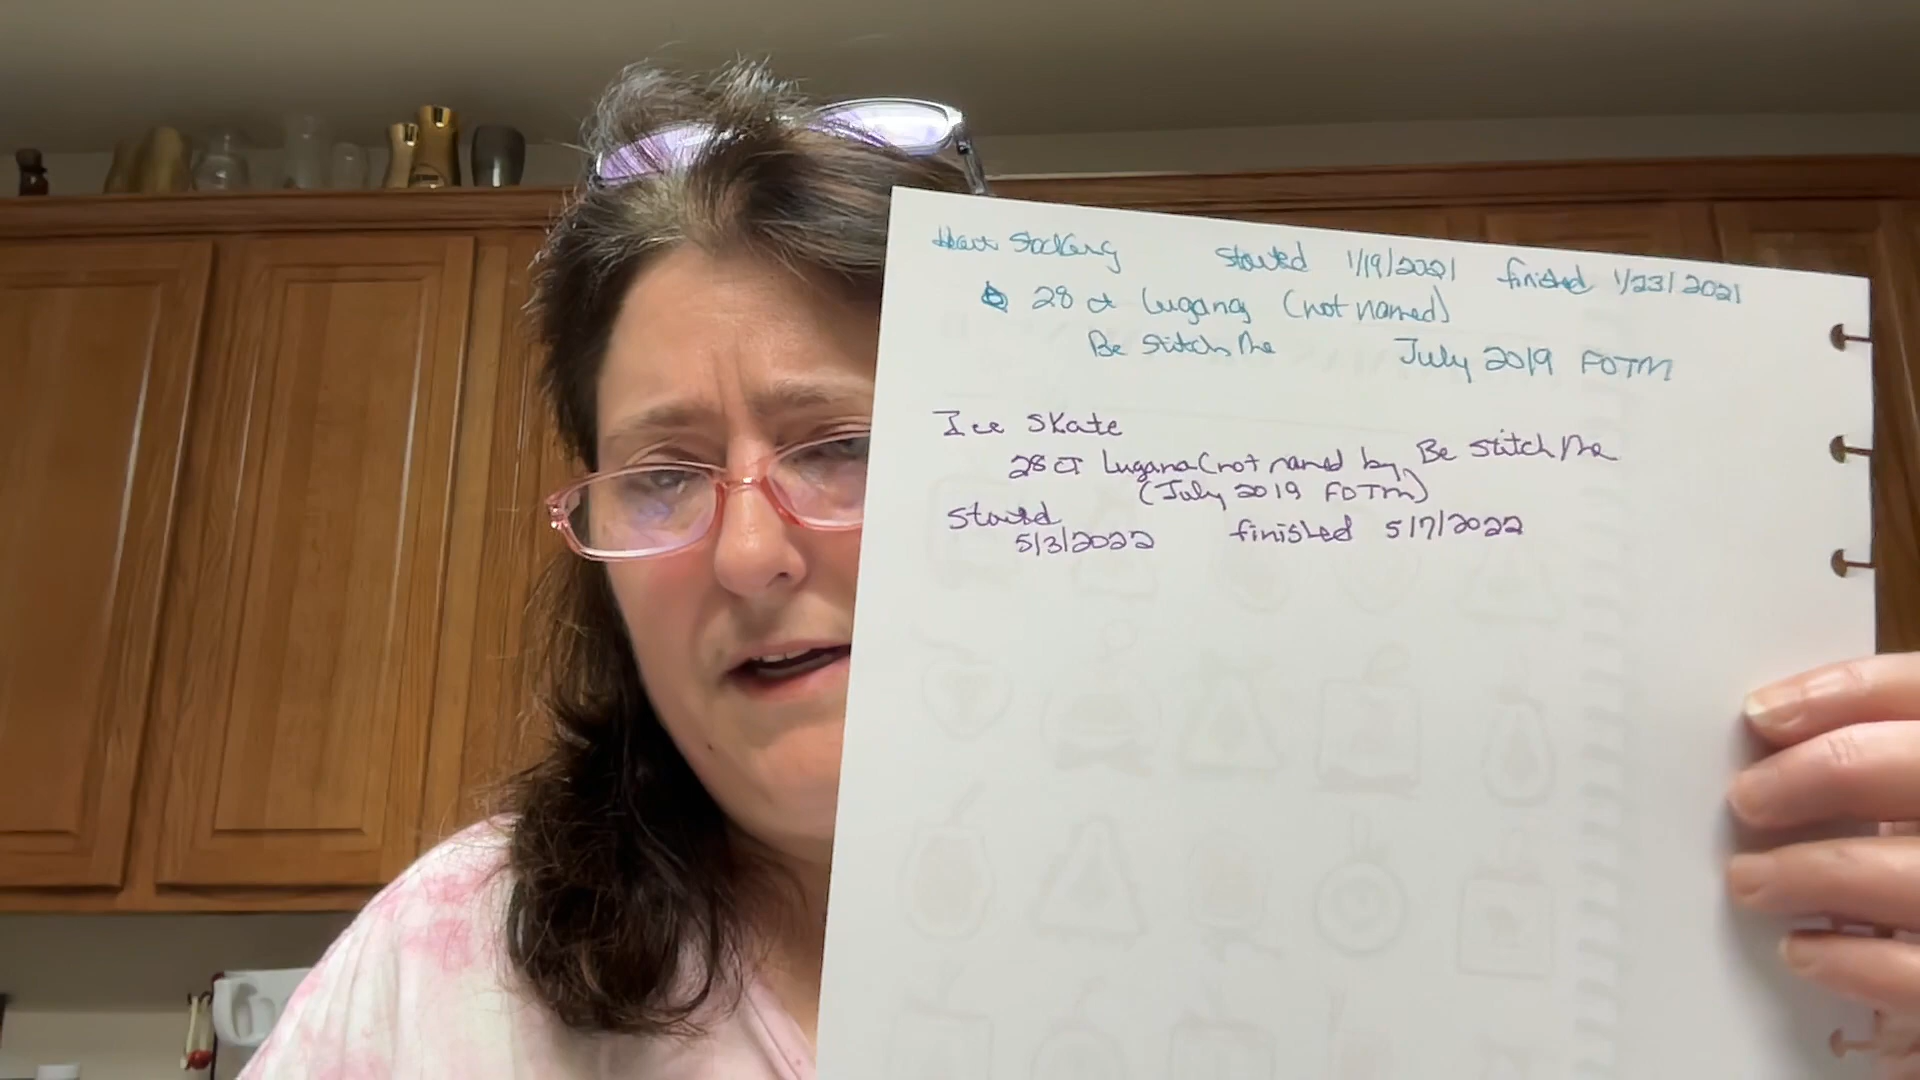 Heart Stocking started 1/19/2021 finished 1/23/2021
28 ct Lugana (not named)
Be Stitch Me July 2019 FOTM
Ice Skate
28 CT Lugana (not named by Be Stitch Me
(July 2019 FOTM)
Started
5/3/2022 finished 5/7/2022